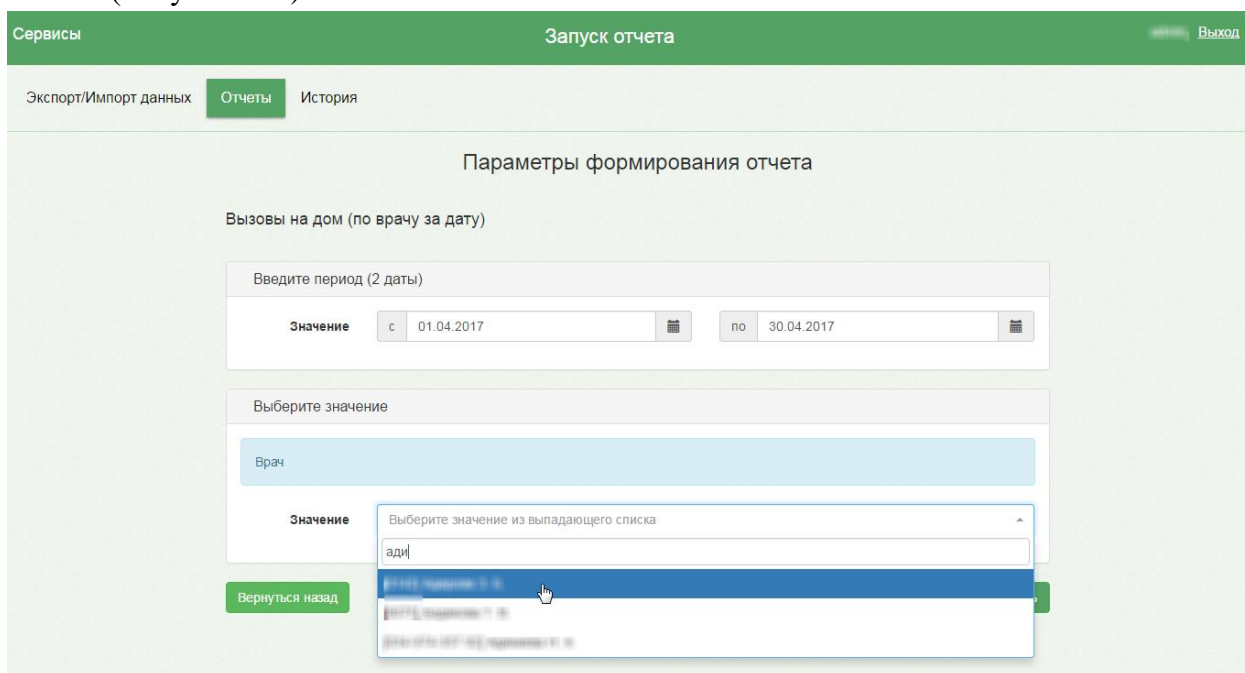 Сервисы Запуск отчета Выход
Экспорт/Импорт данных Отчеты История
Параметры формирования отчета
Вызовы на дом (по врачу за дату)
Введите период (2 даты)
Значение с 01.04.2017 по 30.04.2017
Выберите значение
Врач
Значение Выберите значение из выпадающего списка
ади
Вернуться назад